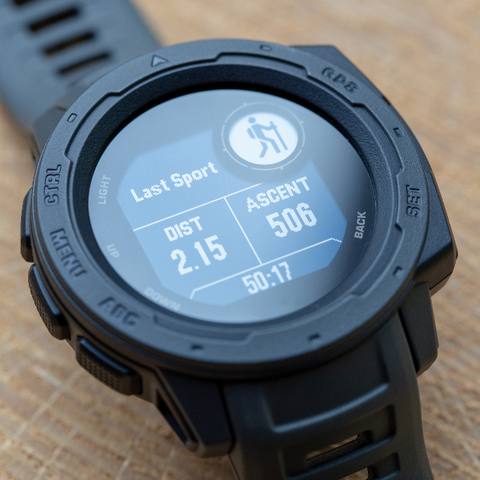 GPS
CTRL
LIGHT
Last Sport
DIST
ASCENT
2.15
506
50:17
SET
BACK
MENU
UP
ABC
DOWN